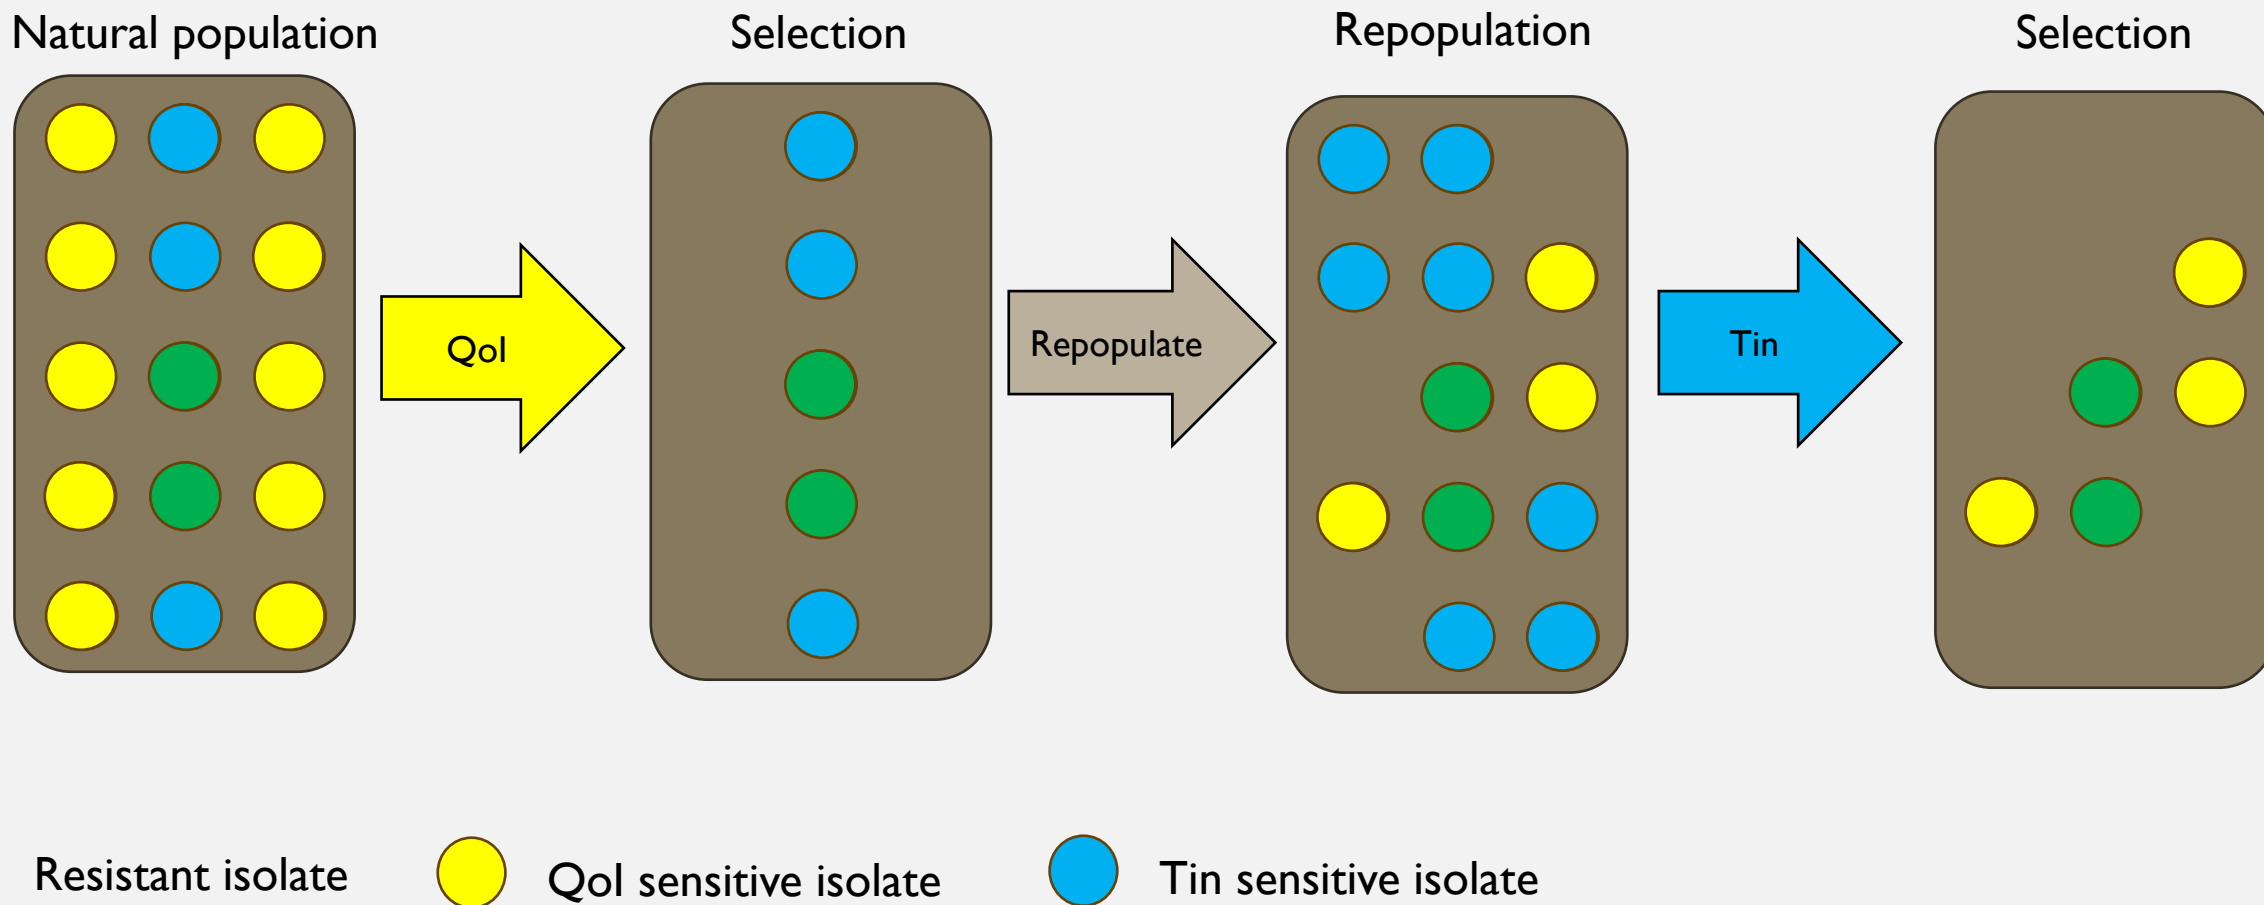 Natural population
Selection
Repopulation
Selection
QoI
Repopulate
Tin
Resistant isolate
QoI sensitive isolate
Tin sensitive isolate